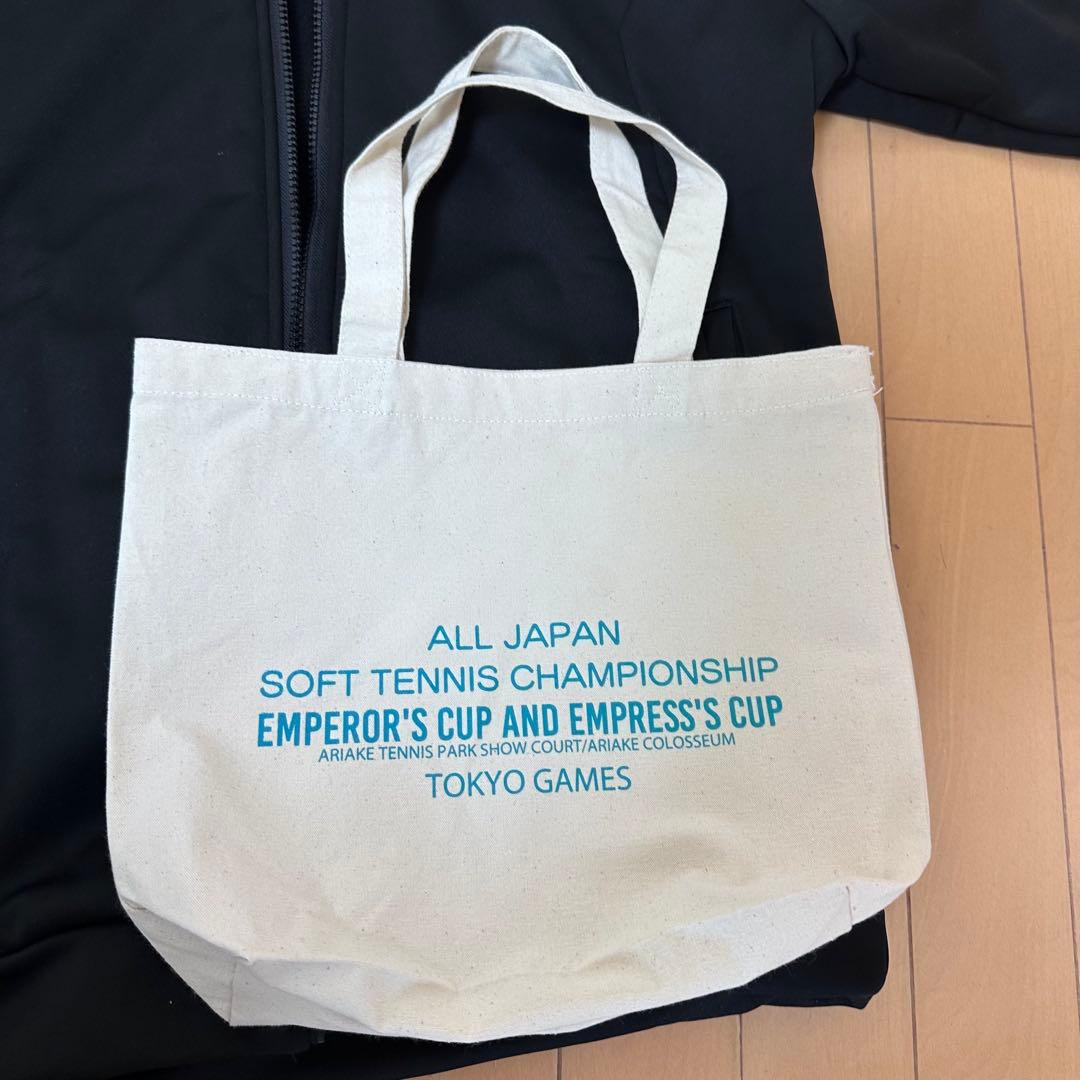 ALL JAPAN
SOFT TENNIS CHAMPIONSHIP
EMPEROR'S CUP AND EMPRESS'S CUP
ARIAKE TENNIS PARK SHOW COURT/ARIAKE COLOSSEUM
TOKYO GAMES